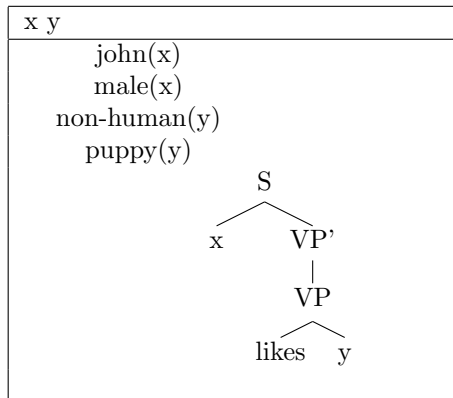 x y
john(x)
male(x)
non-human(y)
puppy(y)
S
x VP'
VP
likes y